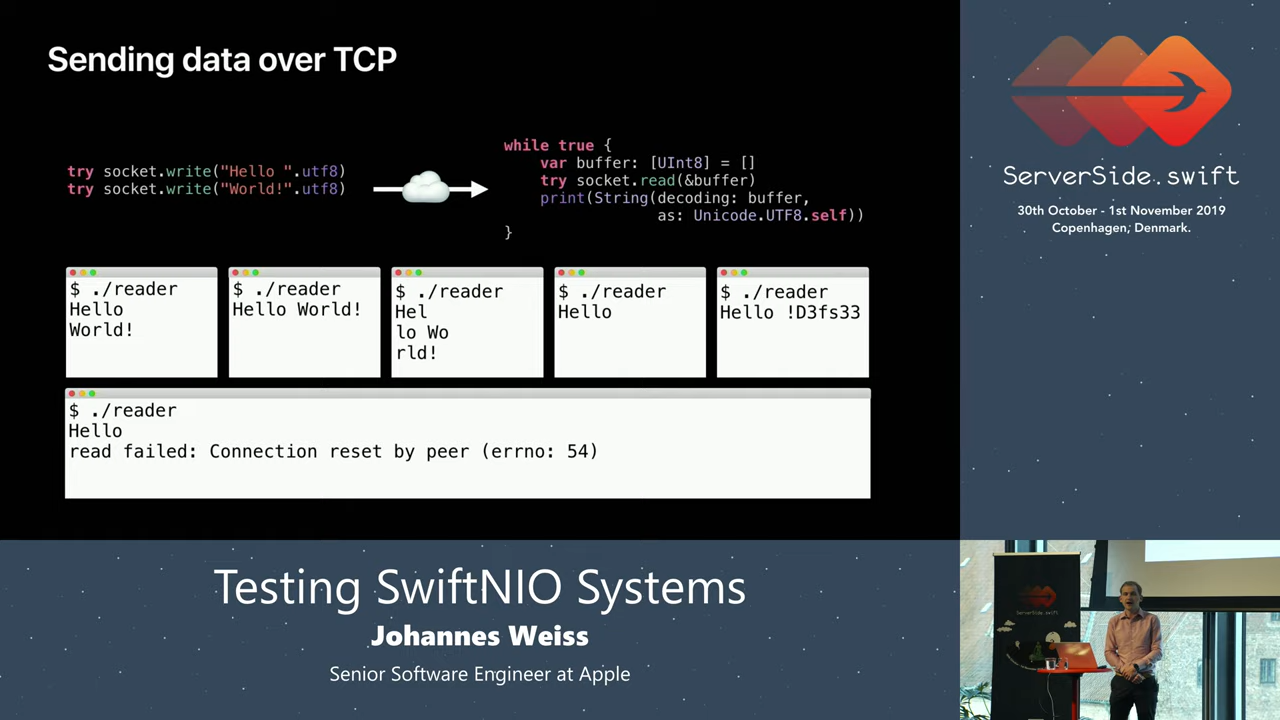 Sending data over TCP
try socket.write("Hello ".utf8)
try socket.write("World!".utf8)
while true {
var buffer: [UInt8] = []
try socket.read(&buffer)
print(String(decoding: buffer,
as: Unicode.UTF8.self))
}
$ ./reader
Hello
World!
$ ./reader
Hello World!
$ ./reader
Hel
lo Wo
rld!
$ ./reader
Hello
$ ./reader
Hello !D3fs33
$ ./reader
Hello
read failed: Connection reset by peer (errno: 54)
ServerSide.swift
30th October - 1st November 2019
Copenhagen, Denmark.
Testing SwiftNIO Systems
Johannes Weiss
Senior Software Engineer at Apple
ServerSide.swift